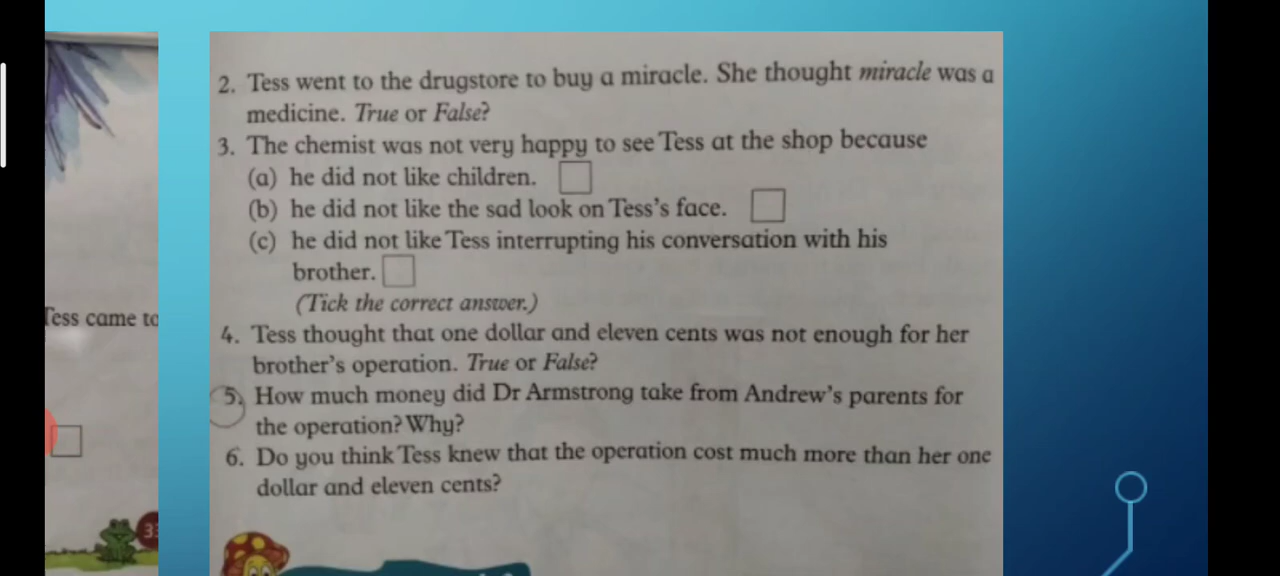 2. Tess went to the drugstore to buy a miracle. She thought miracle was a
medicine. True or False?
3. The chemist was not very happy to see Tess at the shop because
(a) he did not like children.
(b) he did not like the sad look on Tess's face.
(c) he did not like Tess interrupting his conversation with his
brother.
(Tick the correct answer.)
Tess came to
4. Tess thought that one dollar and eleven cents was not enough for her
brother's operation. True or False?
5. How much money did Dr Armstrong take from Andrew's parents for
the operation? Why?
6. Do you think Tess knew that the operation cost much more than her one
dollar and eleven cents?